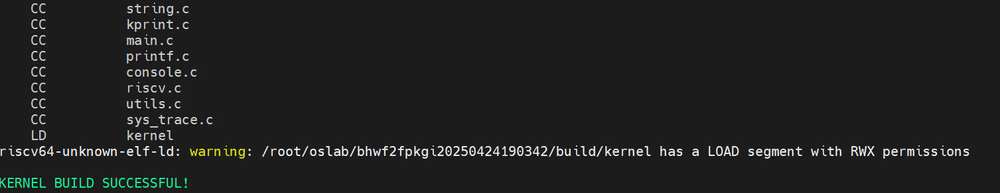 CC string.c
CC kprint.c
CC main.c
CC printf.c
CC console.c
CC riscv.c
CC utils.c
CC sys_trace.c
LD kernel
riscv64-unknown-elf-ld: warning: /root/oslab/bhwf2fpkgi20250424190342/build/kernel has a LOAD segment with RWX permissions
KERNEL BUILD SUCCESSFUL!